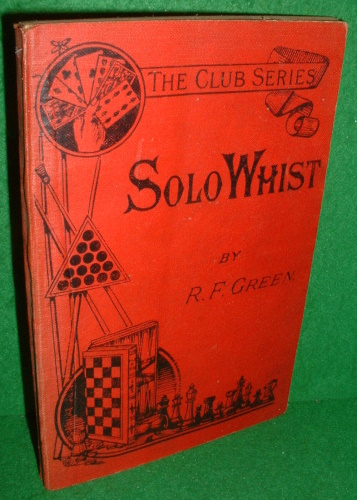 THE CLUB SERIES
SOLO WHIST
BY
R. F. GREEN.